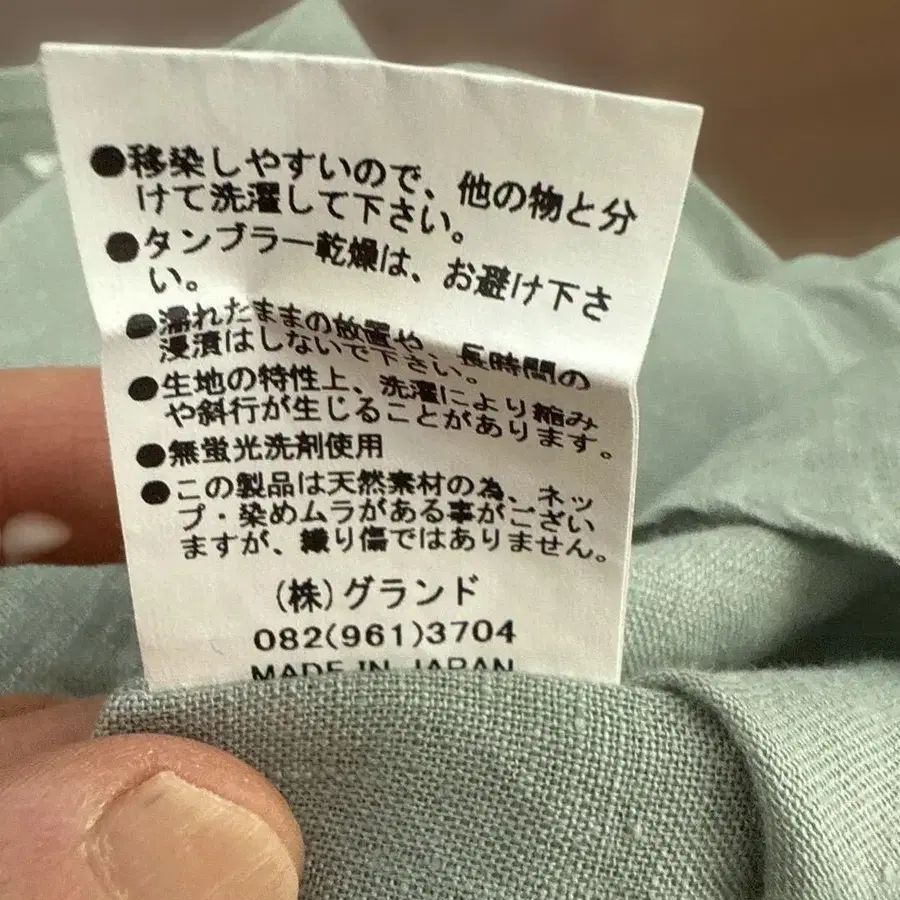 ●移染しやすいので、他の物と分
けて洗濯して下さい。
●タンブラー乾燥は、お避け下さ
い。
●濡れたままの放置や、長時間の
浸漬はしないで下さい。
●生地の特性上、洗濯により縮み
や斜行が生じることがあります。
●無蛍光洗剤使用
●この製品は天然素材の為、ネッ
プ・染めムラがある事がござい
ますが、織り傷ではありません。
(株)グランド
082(961)3704
MADE IN JAPAN